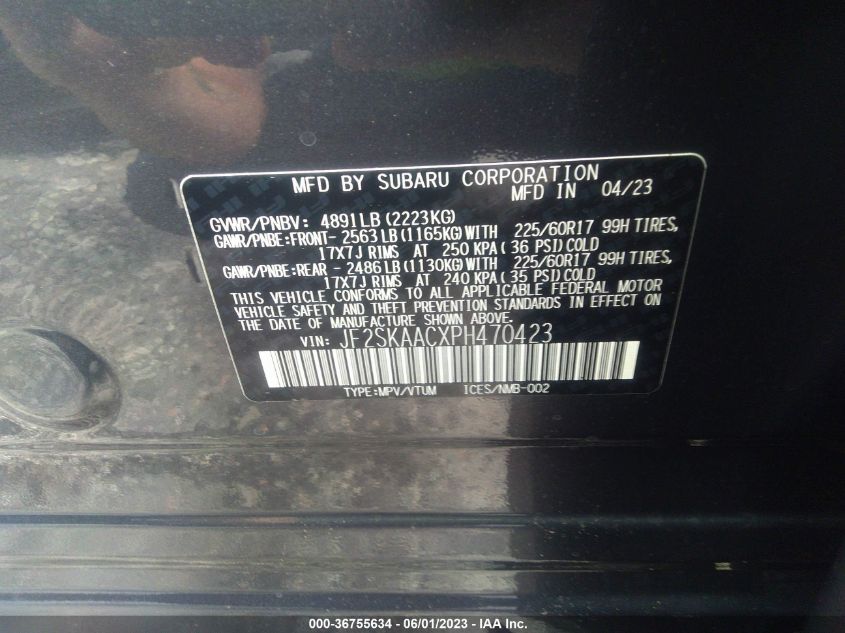 MFD BY SUBARU CORPORATION
MFD IN 04/23
GVWR/PNBV: 4891LB (2223KG)
GAWR/PNBE:FRONT- 2563LB (1165KG)WITH 225/60R17 99H TIRES,
17X7J RIMS AT 250 KPA( 36 PSI)COLD
GAWR/PNBE:REAR - 2486LB (1130KG)WITH 225/60R17 99H TIRES,
17X7J RIMS AT 240 KPA( 35 PSI)COLD
THIS VEHICLE CONFORMS TO ALL APPLICABLE FEDERAL MOTOR
VEHICLE SAFETY AND THEFT PREVENTION STANDARDS IN EFFECT ON
THE DATE OF MANUFACTURE SHOWN ABOVE.
VIN: JF2SKAACXPH470423
TYPE:MPV/VTUM ICES/NMB-002
000-36755634 - 06/01/2023 - IAA Inc.